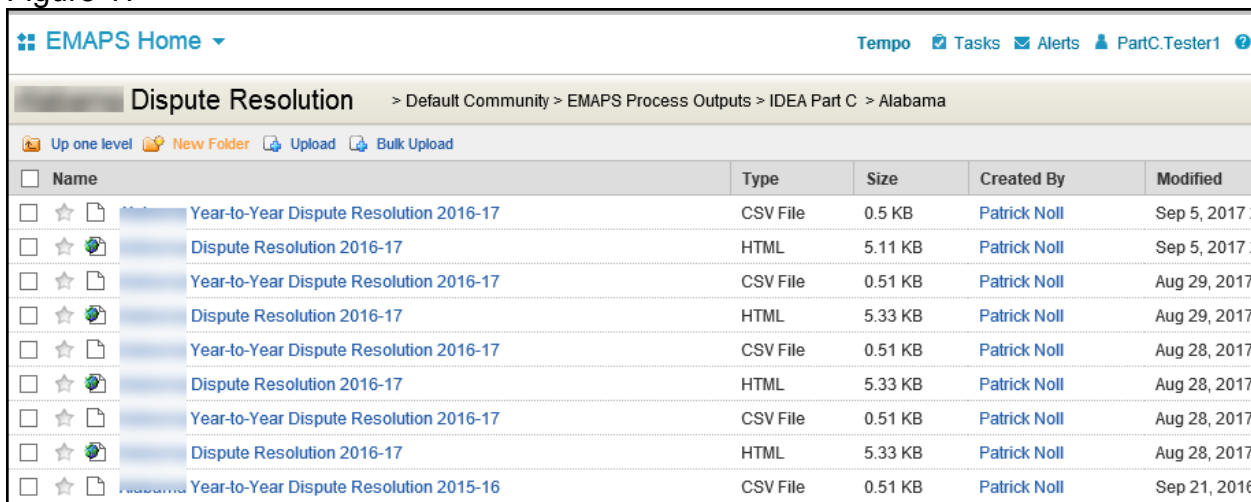 EMAPS Home
Tempo Tasks Alerts PartC.Tester1
Dispute Resolution > Default Community > EMAPS Process Outputs > IDEA Part C > Alabama
Up one level New Folder Upload Bulk Upload
Name Type Size Created By Modified
Year-to-Year Dispute Resolution 2016-17 CSV File 0.5 KB Patrick Noll Sep 5, 2017
Dispute Resolution 2016-17 HTML 5.11 KB Patrick Noll Sep 5, 2017
Year-to-Year Dispute Resolution 2016-17 CSV File 0.51 KB Patrick Noll Aug 29, 2017
Dispute Resolution 2016-17 HTML 5.33 KB Patrick Noll Aug 29, 2017
Year-to-Year Dispute Resolution 2016-17 CSV File 0.51 KB Patrick Noll Aug 28, 2017
Dispute Resolution 2016-17 HTML 5.33 KB Patrick Noll Aug 28, 2017
Year-to-Year Dispute Resolution 2016-17 CSV File 0.51 KB Patrick Noll Aug 28, 2017
Dispute Resolution 2016-17 HTML 5.33 KB Patrick Noll Aug 28, 2017
Year-to-Year Dispute Resolution 2015-16 CSV File 0.51 KB Patrick Noll Sep 21, 2016